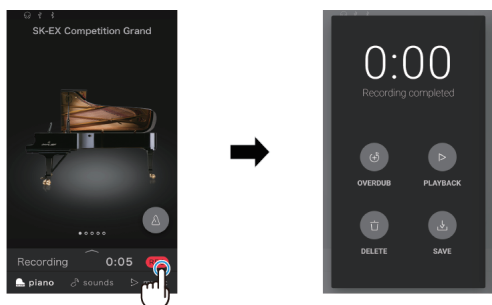 SK-EX Competition Grand
Recording 0:05
piano sounds
0:00
Recording completed
OVERDUB PLAYBACK
DELETE SAVE